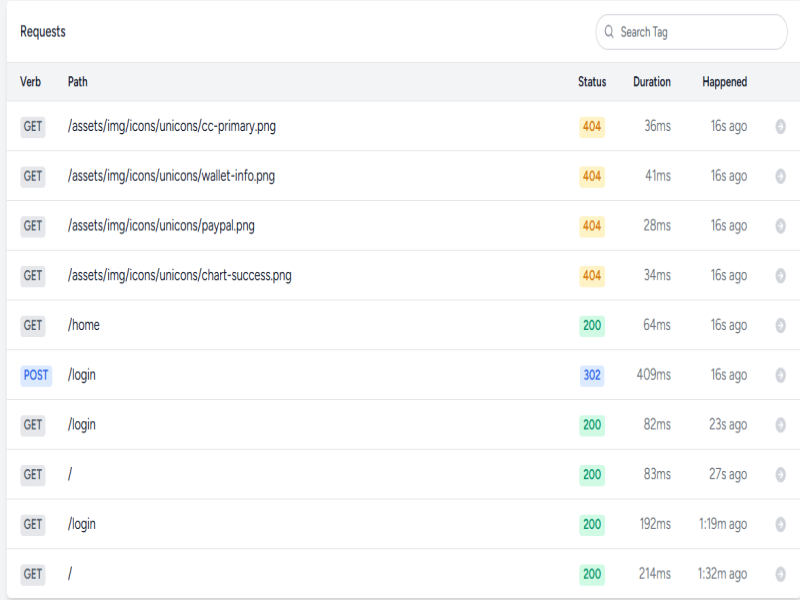 Requests
Search Tag
Verb Path Status Duration Happened
GET /assets/img/icons/unicons/cc-primary.png 404 36ms 16s ago
GET /assets/img/icons/unicons/wallet-info.png 404 41ms 16s ago
GET /assets/img/icons/unicons/paypal.png 404 28ms 16s ago
GET /assets/img/icons/unicons/chart-success.png 404 34ms 16s ago
GET /home 200 64ms 16s ago
POST /login 302 409ms 16s ago
GET /login 200 82ms 23s ago
GET / 200 83ms 27s ago
GET /login 200 192ms 1:19m ago
GET / 200 214ms 1:32m ago